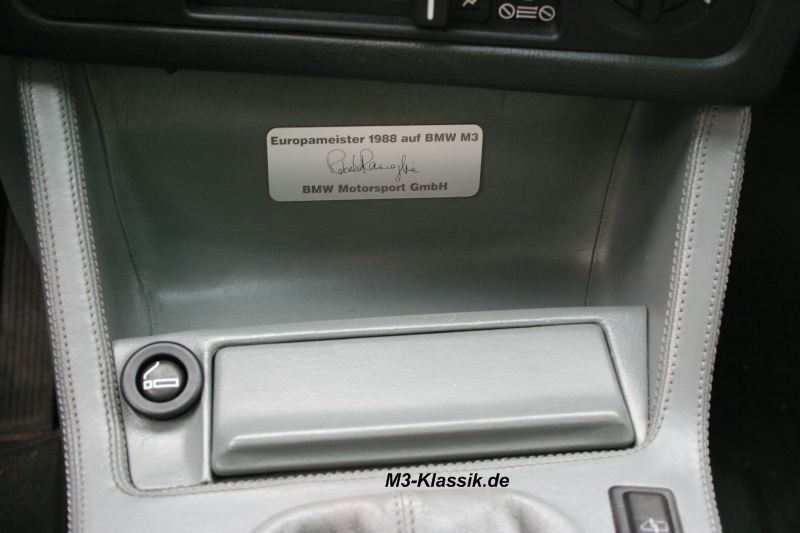 Europameister 1988 auf BMW M3
BMW Motorsport GmbH
M3-Klassik.de